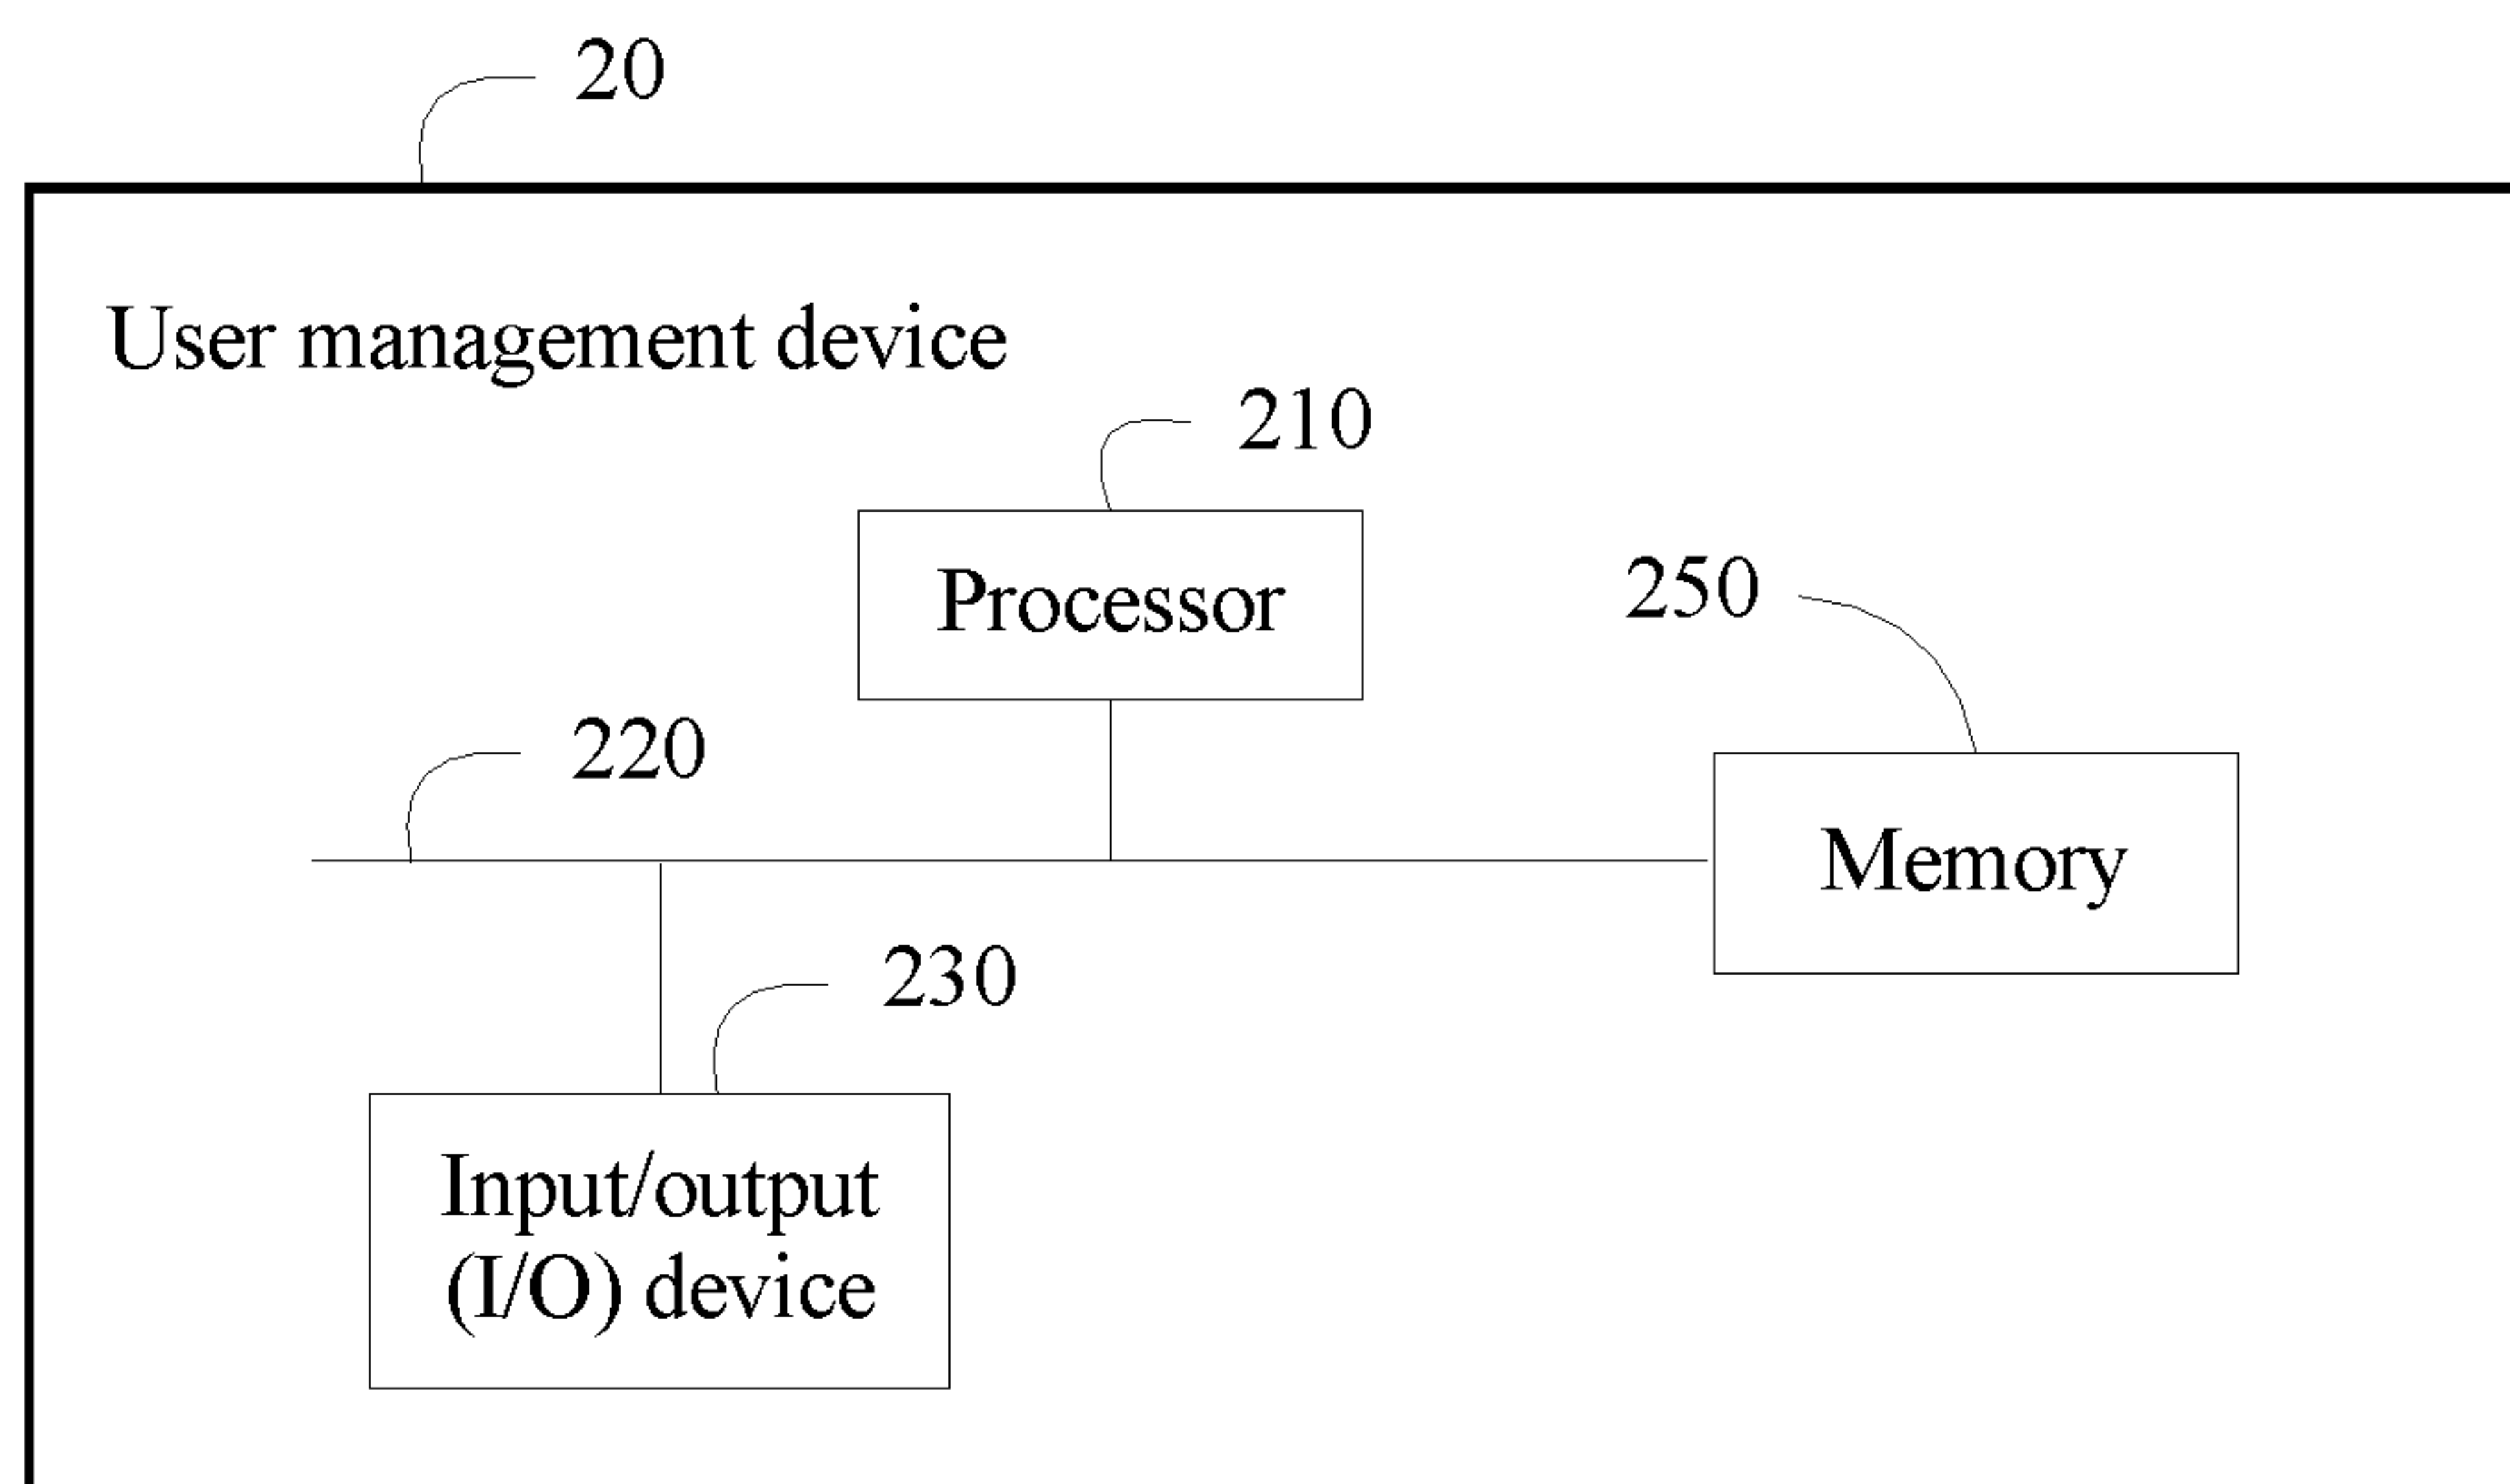 20
User management device
210
Processor
250
220
Memory
230
Input/output
(I/O) device